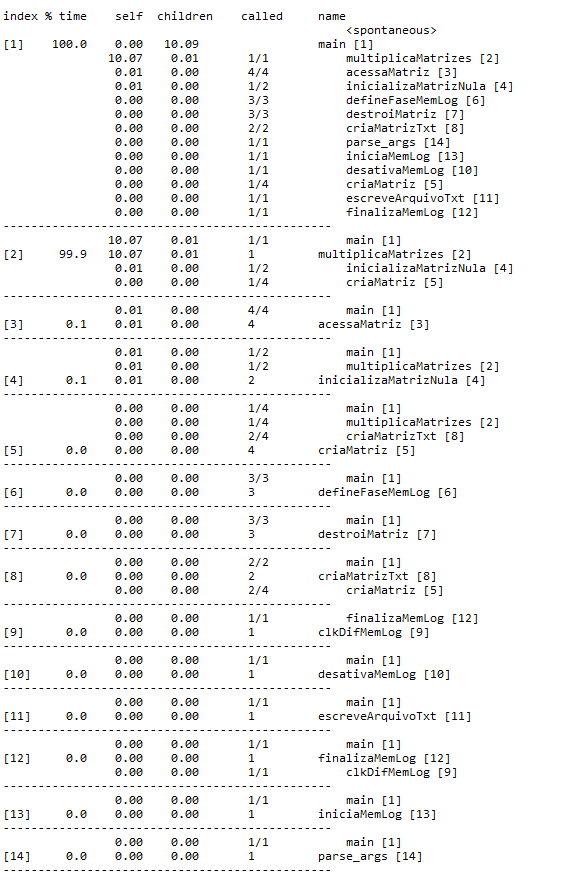 index % time    self  children    called     name
                                                 <spontaneous>
[1]    100.0    0.00   10.09                 main [1]
               10.07    0.01       1/1           multiplicaMatrizes [2]
                0.01    0.00       4/4           acessaMatriz [3]
                0.01    0.00       1/2           inicializaMatrizNula [4]
                0.00    0.00       3/3           defineFaseMemLog [6]
                0.00    0.00       3/3           destroiMatriz [7]
                0.00    0.00       2/2           criaMatrizTxt [8]
                0.00    0.00       1/1           parse_args [14]
                0.00    0.00       1/1           iniciaMemLog [13]
                0.00    0.00       1/1           desativaMemLog [10]
                0.00    0.00       1/4           criaMatriz [5]
                0.00    0.00       1/1           escreveArquivoTxt [11]
                0.00    0.00       1/1           finalizaMemLog [12]
-----------------------------------------------
               10.07    0.01       1/1           main [1]
[2]     99.9   10.07    0.01       1         multiplicaMatrizes [2]
                0.01    0.00       1/2           inicializaMatrizNula [4]
                0.00    0.00       1/4           criaMatriz [5]
-----------------------------------------------
                0.01    0.00       4/4           main [1]
[3]      0.1    0.01    0.00       4         acessaMatriz [3]
-----------------------------------------------
                0.01    0.00       1/2           main [1]
                0.01    0.00       1/2           multiplicaMatrizes [2]
[4]      0.1    0.01    0.00       2         inicializaMatrizNula [4]
-----------------------------------------------
                0.00    0.00       1/4           main [1]
                0.00    0.00       1/4           multiplicaMatrizes [2]
                0.00    0.00       2/4           criaMatrizTxt [8]
[5]      0.0    0.00    0.00       4         criaMatriz [5]
-----------------------------------------------
                0.00    0.00       3/3           main [1]
[6]      0.0    0.00    0.00       3         defineFaseMemLog [6]
-----------------------------------------------
                0.00    0.00       3/3           main [1]
[7]      0.0    0.00    0.00       3         destroiMatriz [7]
-----------------------------------------------
                0.00    0.00       2/2           main [1]
[8]      0.0    0.00    0.00       2         criaMatrizTxt [8]
                0.00    0.00       2/4           criaMatriz [5]
-----------------------------------------------
                0.00    0.00       1/1           finalizaMemLog [12]
[9]      0.0    0.00    0.00       1         clkDifMemLog [9]
-----------------------------------------------
                0.00    0.00       1/1           main [1]
[10]     0.0    0.00    0.00       1         desativaMemLog [10]
-----------------------------------------------
                0.00    0.00       1/1           main [1]
[11]     0.0    0.00    0.00       1         escreveArquivoTxt [11]
-----------------------------------------------
                0.00    0.00       1/1           main [1]
[12]     0.0    0.00    0.00       1         finalizaMemLog [12]
                0.00    0.00       1/1           clkDifMemLog [9]
-----------------------------------------------
                0.00    0.00       1/1           main [1]
[13]     0.0    0.00    0.00       1         iniciaMemLog [13]
-----------------------------------------------
                0.00    0.00       1/1           main [1]
[14]     0.0    0.00    0.00       1         parse_args [14]
-----------------------------------------------